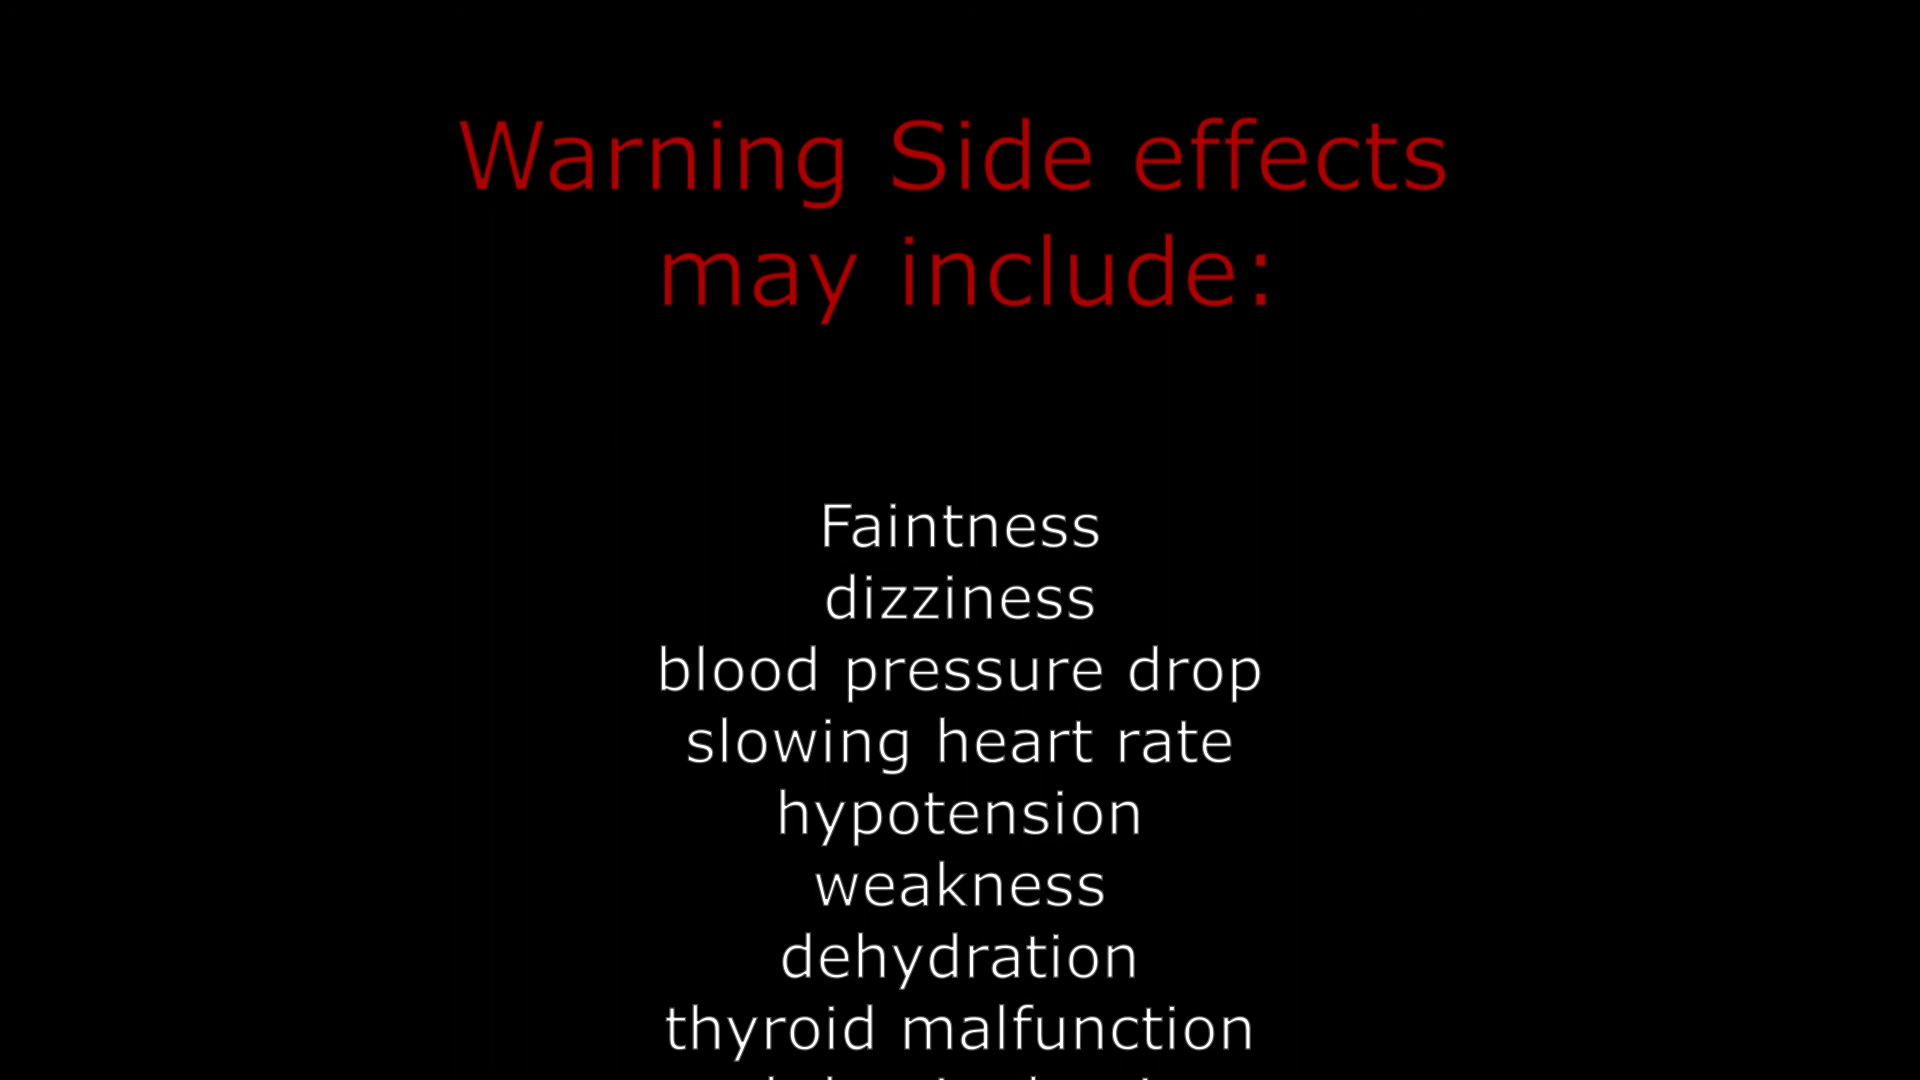 Warning Side effects
may include:
Faintness
dizziness
blood pressure drop
slowing heart rate
hypotension
weakness
dehydration
thyroid malfunction